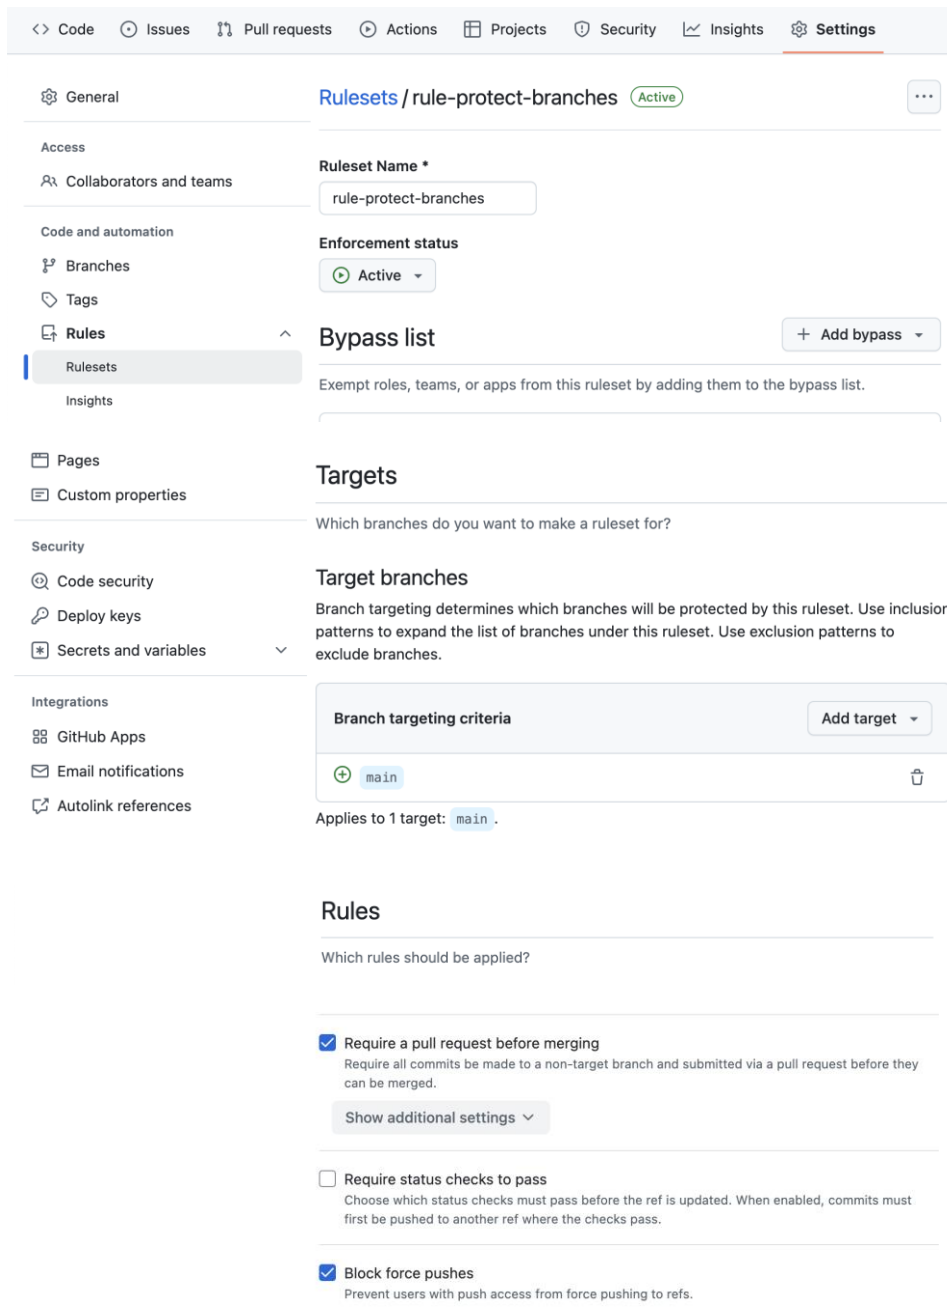 Code Issues Pull requests Actions Projects Security Insights Settings
General
Access
Collaborators and teams
Code and automation
Branches
Tags
Rules
Rulesets
Insights
Pages
Custom properties
Security
Code security
Deploy keys
Secrets and variables
Integrations
GitHub Apps
Email notifications
Autolink references
Rulesets / rule-protect-branches Active
Ruleset Name *
rule-protect-branches
Enforcement status
Active
Bypass list
Add bypass
Exempt roles, teams, or apps from this ruleset by adding them to the bypass list.
Targets
Which branches do you want to make a ruleset for?
Target branches
Branch targeting determines which branches will be protected by this ruleset. Use inclusion
patterns to expand the list of branches under this ruleset. Use exclusion patterns to
exclude branches.
Branch targeting criteria
Add target
main
Applies to 1 target: main .
Rules
Which rules should be applied?
Require a pull request before merging
Require all commits be made to a non-target branch and submitted via a pull request before they
can be merged.
Show additional settings
Require status checks to pass
Choose which status checks must pass before the ref is updated. When enabled, commits must
first be pushed to another ref where the checks pass.
Block force pushes
Prevent users with push access from force pushing to refs.